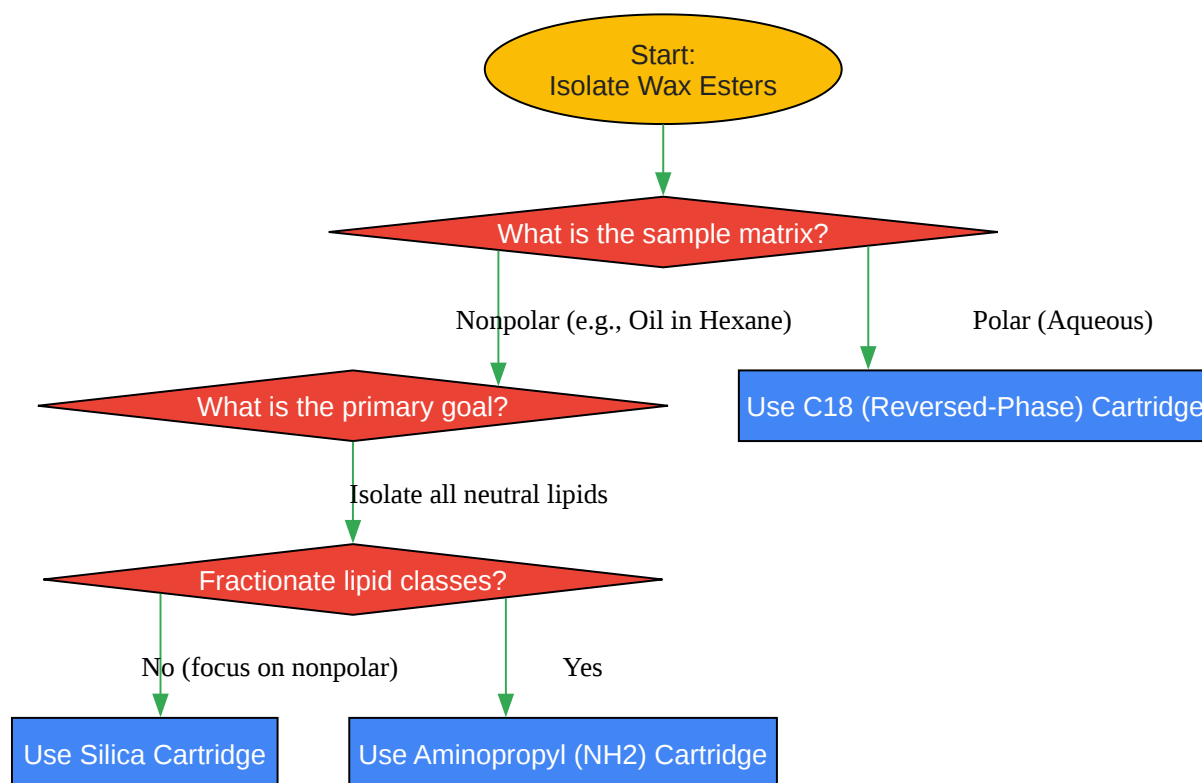 Start:
Isolate Wax Esters
What is the sample matrix?
Nonpolar (e.g., Oil in Hexane)
Polar (Aqueous)
What is the primary goal?
Use C18 (Reversed-Phase) Cartridge
Isolate all neutral lipids
Fractionate lipid classes?
No (focus on nonpolar)
Yes
Use Silica Cartridge
Use Aminopropyl (NH2) Cartridge